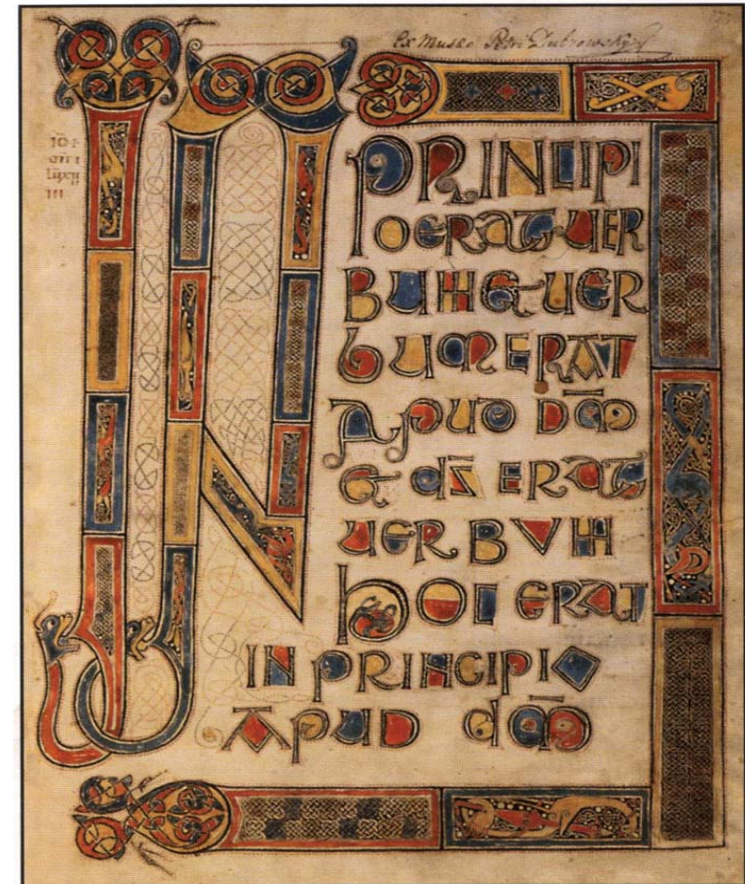 ex Museo Petri Dubrowsky
IN PRINCIPI
O ERAT UER
BUM ET UER
BUM ERAT
APUD DM̄
ET DS̄ ERAT
UERBVM
hOC ERAT
IN PRINCIPIO
APUD dM̄